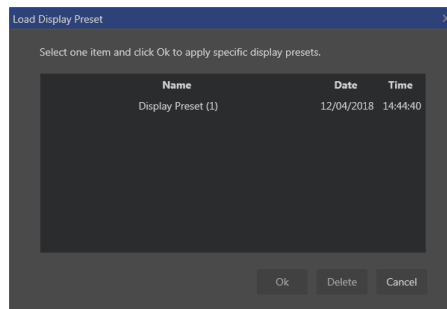 Load Display Preset
Select one item and click Ok to apply specific display presets.
Name Date Time
Display Preset (1) 12/04/2018 14:44:40
Ok Delete Cancel